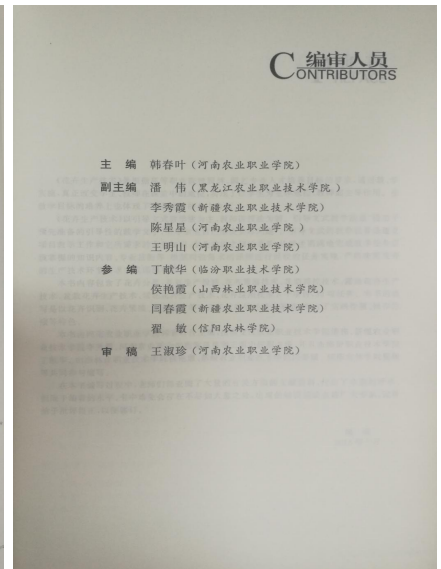 编审人员
CONTRIBUTORS
主　编　韩春叶（河南农业职业学院）
副主编　潘　伟（黑龙江农业职业技术学院）
李秀霞（新疆农业职业技术学院）
陈星星（河南农业职业学院）
王明山（河南农业职业学院）
参　编　丁献华（临汾职业技术学院）
侯艳霞（山西林业职业技术学院）
闫春霞（新疆农业职业技术学院）
翟　敏（信阳农林学院）
审　稿　王淑珍（河南农业职业学院）